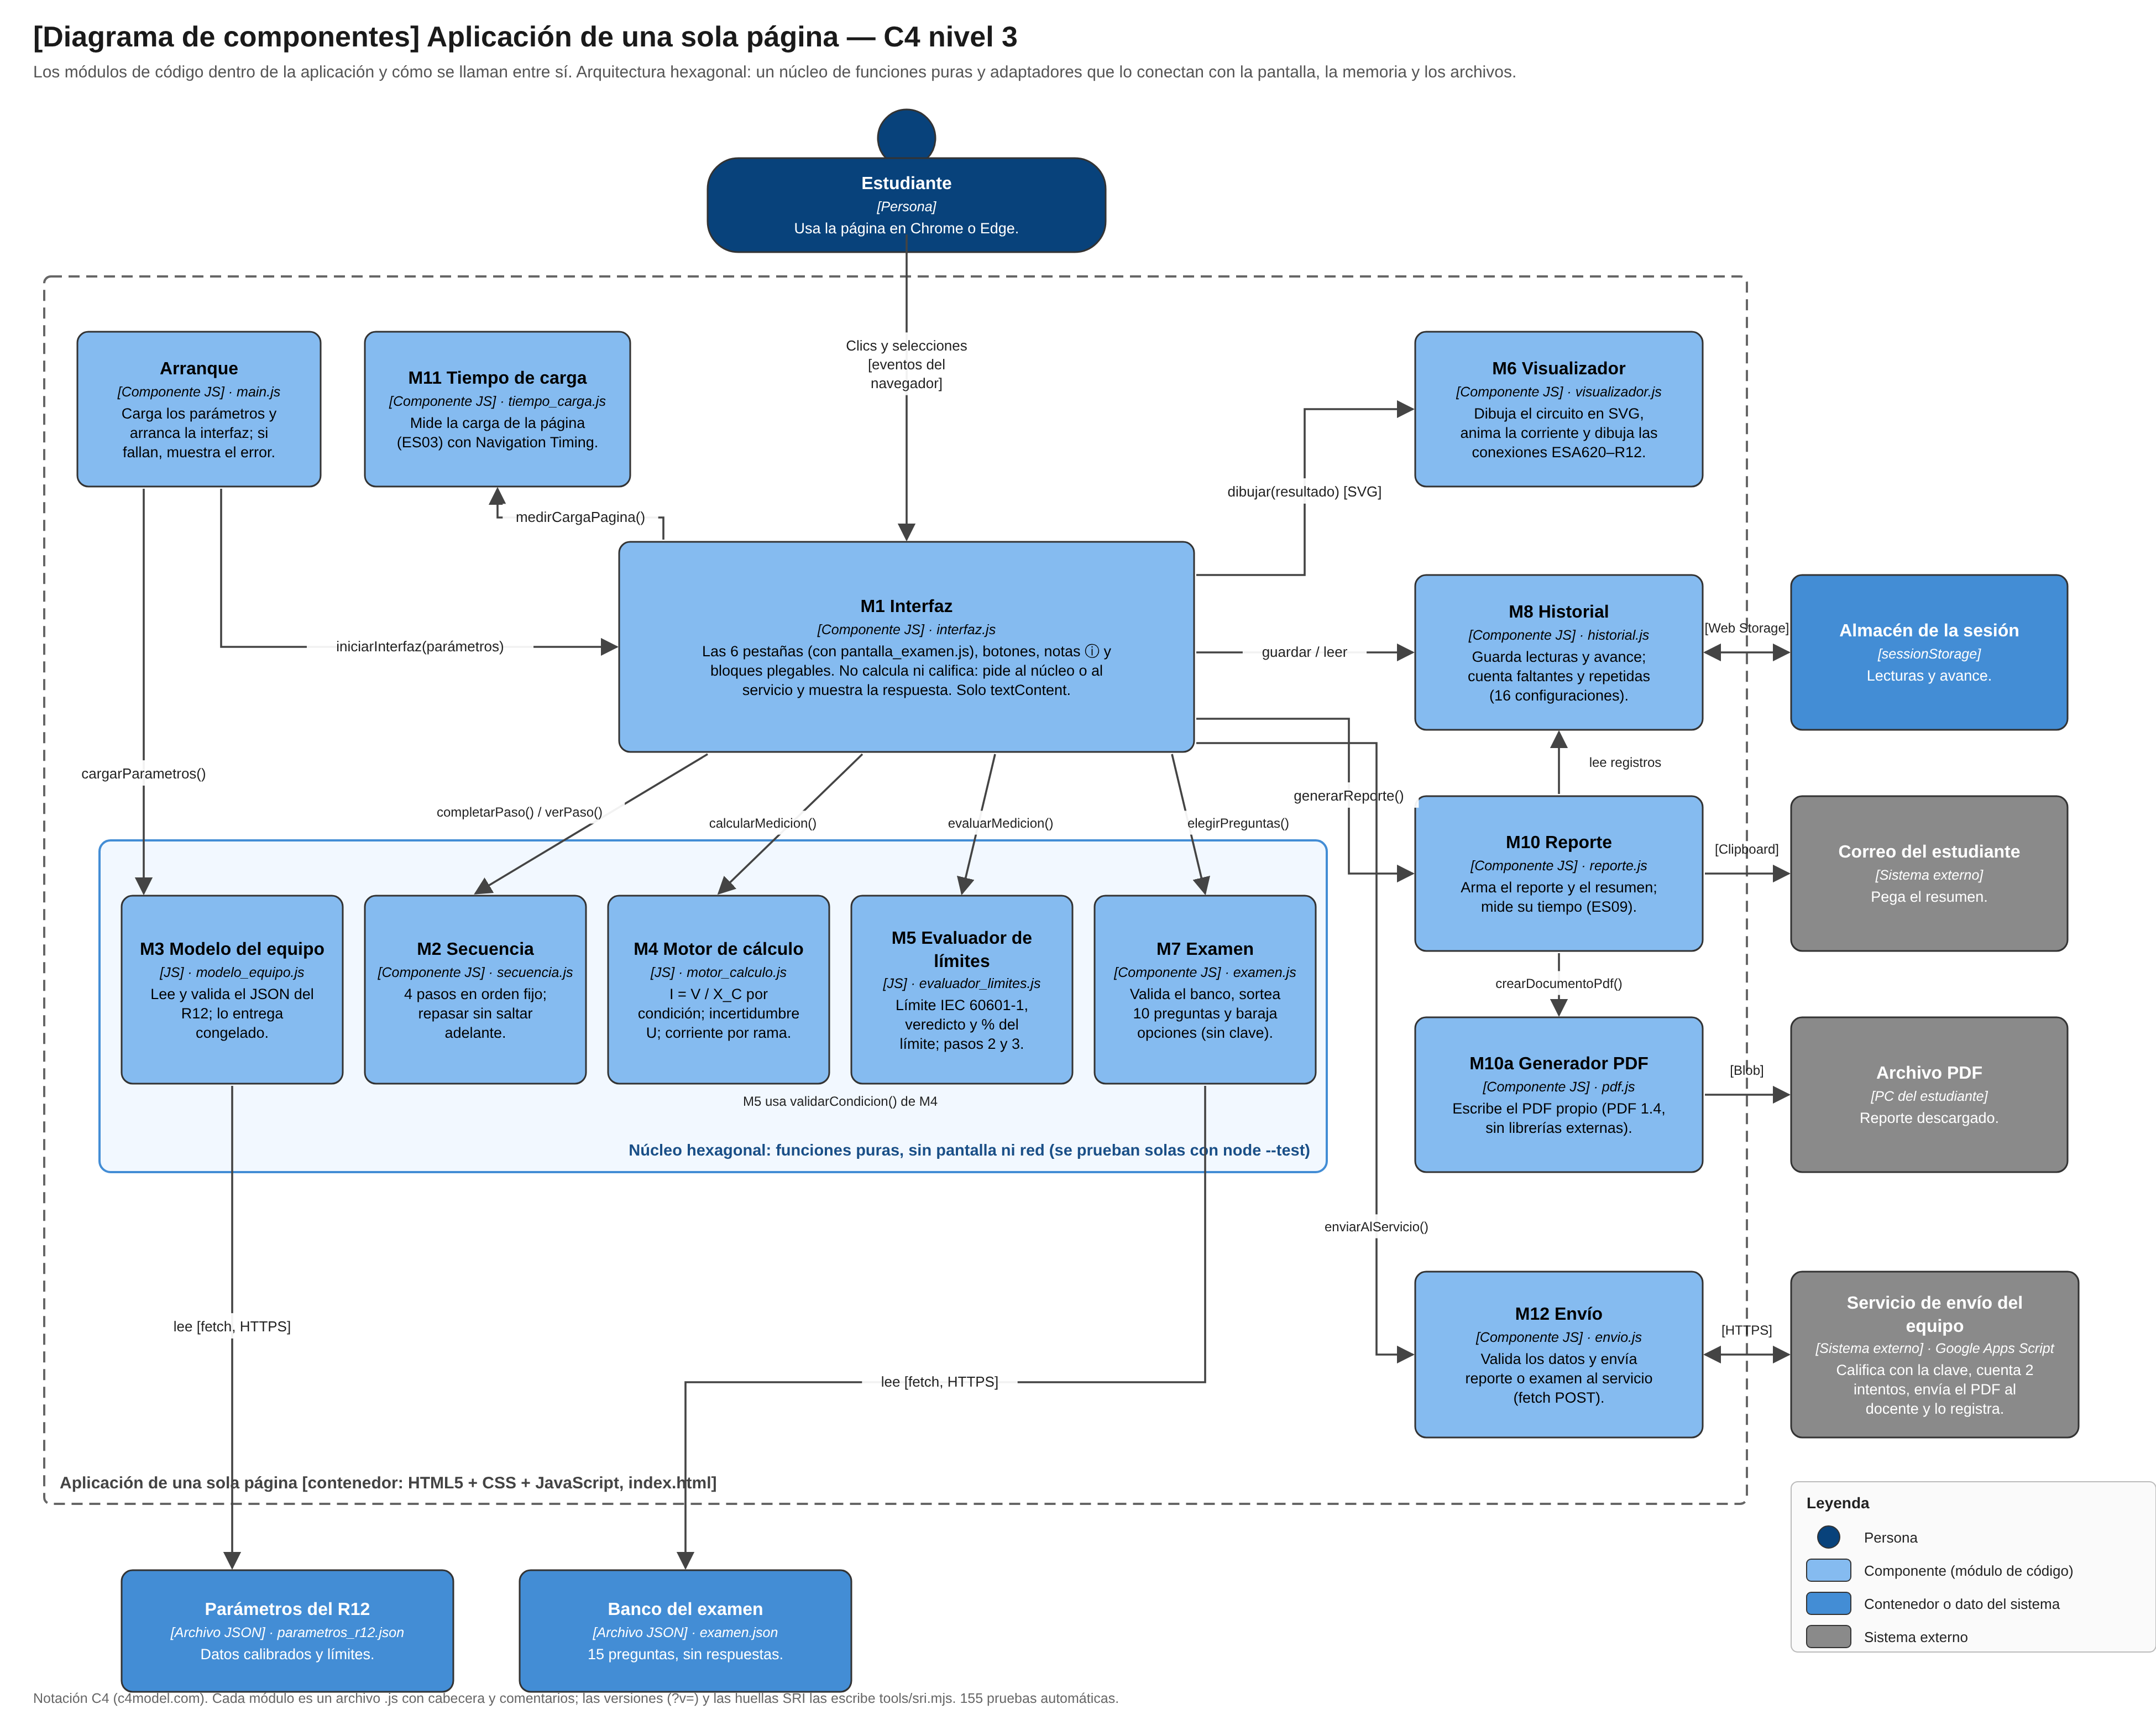 [Diagrama de componentes] Aplicación de una sola página — C4 nivel 3
Los módulos de código dentro de la aplicación y cómo se llaman entre sí. Arquitectura hexagonal: un núcleo de funciones puras y adaptadores que lo conectan con la pantalla, la memoria y los archivos.
Estudiante
[Persona]
Usa la página en Chrome o Edge.
Clics y selecciones
[eventos del
navegador]
Arranque
[Componente JS] · main.js
Carga los parámetros y
arranca la interfaz; si
fallan, muestra el error.
M11 Tiempo de carga
[Componente JS] · tiempo_carga.js
Mide la carga de la página
(ES03) con Navigation Timing.
M6 Visualizador
[Componente JS] · visualizador.js
Dibuja el circuito en SVG,
anima la corriente y dibuja las
conexiones ESA620–R12.
dibujar(resultado) [SVG]
medirCargaPagina()
iniciarInterfaz(parámetros)
M1 Interfaz
[Componente JS] · interfaz.js
Las 6 pestañas (con pantalla_examen.js), botones, notas ⓘ y
bloques plegables. No calcula ni califica: pide al núcleo o al
servicio y muestra la respuesta. Solo textContent.
guardar / leer
M8 Historial
[Componente JS] · historial.js
Guarda lecturas y avance;
cuenta faltantes y repetidas
(16 configuraciones).
[Web Storage]
Almacén de la sesión
[sessionStorage]
Lecturas y avance.
cargarParametros()
completarPaso() / verPaso()
calcularMedicion()
evaluarMedicion()
elegirPreguntas()
generarReporte()
lee registros
M10 Reporte
[Componente JS] · reporte.js
Arma el reporte y el resumen;
mide su tiempo (ES09).
[Clipboard]
Correo del estudiante
[Sistema externo]
Pega el resumen.
M3 Modelo del equipo
[JS] · modelo_equipo.js
Lee y valida el JSON del
R12; lo entrega
congelado.
M2 Secuencia
[Componente JS] · secuencia.js
4 pasos en orden fijo;
repasar sin saltar
adelante.
M4 Motor de cálculo
[JS] · motor_calculo.js
I = V / X_C por
condición; incertidumbre
U; corriente por rama.
M5 Evaluador de
límites
[JS] · evaluador_limites.js
Límite IEC 60601-1,
veredicto y % del
límite; pasos 2 y 3.
M7 Examen
[Componente JS] · examen.js
Valida el banco, sortea
10 preguntas y baraja
opciones (sin clave).
M5 usa validarCondicion() de M4
Núcleo hexagonal: funciones puras, sin pantalla ni red (se prueban solas con node --test)
crearDocumentoPdf()
M10a Generador PDF
[Componente JS] · pdf.js
Escribe el PDF propio (PDF 1.4,
sin librerías externas).
[Blob]
Archivo PDF
[PC del estudiante]
Reporte descargado.
enviarAlServicio()
M12 Envío
[Componente JS] · envio.js
Valida los datos y envía
reporte o examen al servicio
(fetch POST).
[HTTPS]
Servicio de envío del
equipo
[Sistema externo] · Google Apps Script
Califica con la clave, cuenta 2
intentos, envía el PDF al
docente y lo registra.
lee [fetch, HTTPS]
lee [fetch, HTTPS]
Aplicación de una sola página [contenedor: HTML5 + CSS + JavaScript, index.html]
Parámetros del R12
[Archivo JSON] · parametros_r12.json
Datos calibrados y límites.
Banco del examen
[Archivo JSON] · examen.json
15 preguntas, sin respuestas.
Leyenda
Persona
Componente (módulo de código)
Contenedor o dato del sistema
Sistema externo
Notación C4 (c4model.com). Cada módulo es un archivo .js con cabecera y comentarios; las versiones (?v=) y las huellas SRI las escribe tools/sri.mjs. 155 pruebas automáticas.